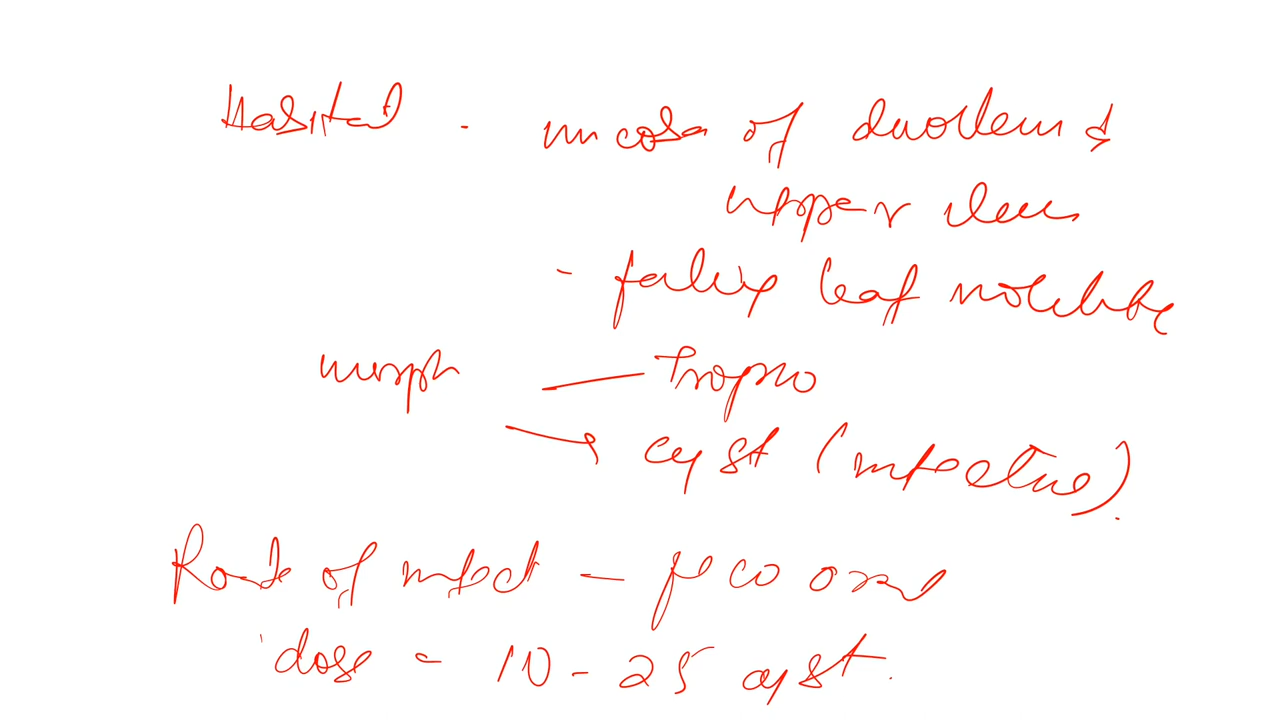 Habitat - mucosa of duodenum &
upper ileum
- falling leaf motility
morph — Tropho
→ cyst (infective).
Route of infect - feco oral
dose - 10 - 25 cyst.